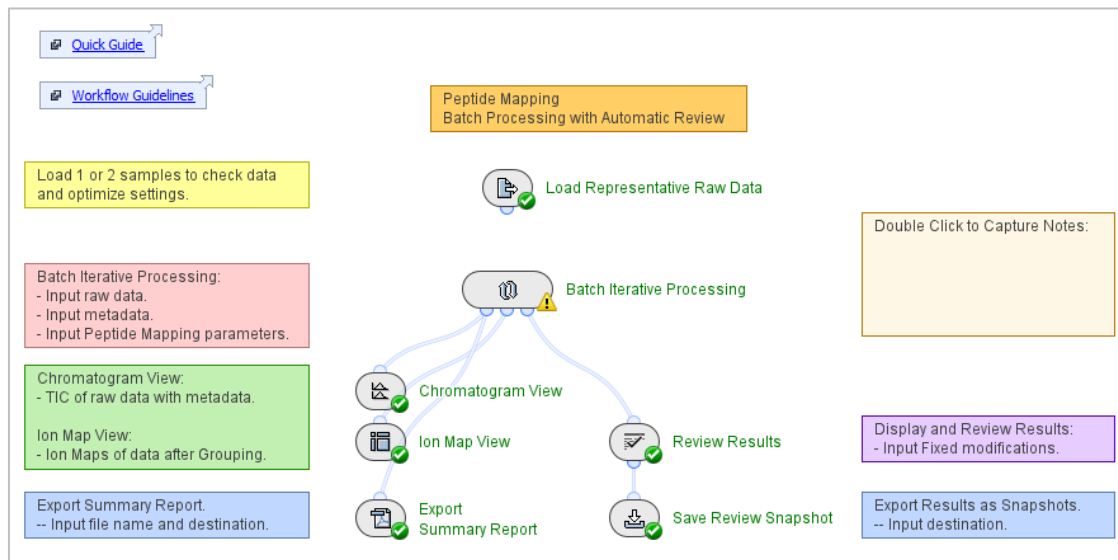 Quick Guide
Workflow Guidelines
Peptide Mapping
Batch Processing with Automatic Review
Load 1 or 2 samples to check data
and optimize settings.
Load Representative Raw Data
Double Click to Capture Notes:
Batch Iterative Processing:
- Input raw data.
- Input metadata.
- Input Peptide Mapping parameters.
Batch Iterative Processing
Chromatogram View:
- TIC of raw data with metadata.
Ion Map View:
- Ion Maps of data after Grouping.
Chromatogram View
Ion Map View
Review Results
Display and Review Results:
- Input Fixed modifications.
Export Summary Report.
-- Input file name and destination.
Export
Summary Report
Save Review Snapshot
Export Results as Snapshots.
-- Input destination.